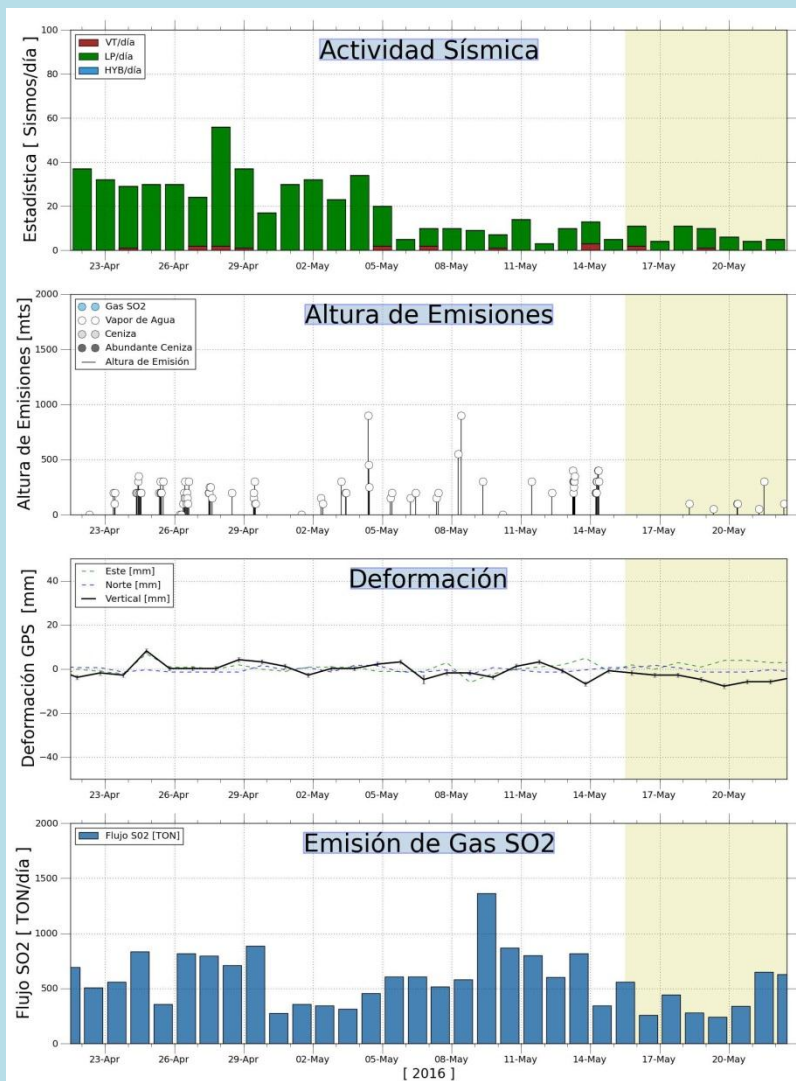 Actividad Sísmica
Estadística [ Sismos/día ]
VT/día
LP/día
HYB/día
100
80
60
40
20
0
23-Apr 26-Apr 29-Apr 02-May 05-May 08-May 11-May 14-May 17-May 20-May
Altura de Emisiones
Altura de Emisiones [mts]
Gas SO2
Vapor de Agua
Ceniza
Abundante Ceniza
Altura de Emisión
2000
1500
1000
500
0
23-Apr 26-Apr 29-Apr 02-May 05-May 08-May 11-May 14-May 17-May 20-May
Deformación
Deformación GPS [mm]
Este [mm]
Norte [mm]
Vertical [mm]
40
20
0
−20
−40
23-Apr 26-Apr 29-Apr 02-May 05-May 08-May 11-May 14-May 17-May 20-May
Emisión de Gas SO2
Flujo SO2 [ TON/día ]
Flujo S02 [TON]
2000
1500
1000
500
0
23-Apr 26-Apr 29-Apr 02-May 05-May 08-May 11-May 14-May 17-May 20-May
[ 2016 ]